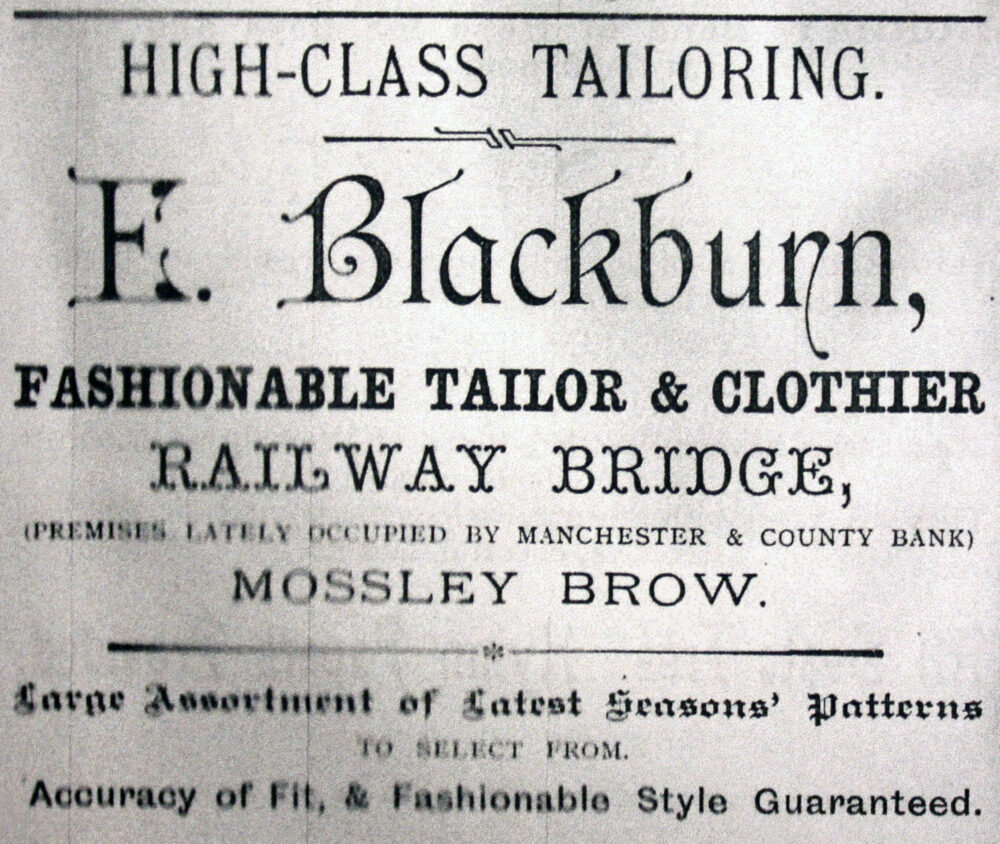 HIGH-CLASS TAILORING.
E. Blackburn,
FASHIONABLE TAILOR & CLOTHIER
RAILWAY BRIDGE,
(PREMISES LATELY OCCUPIED BY MANCHESTER & COUNTY BANK)
MOSSLEY BROW.
Large Assortment of Latest Seasons' Patterns
TO SELECT FROM.
Accuracy of Fit, & Fashionable Style Guaranteed.